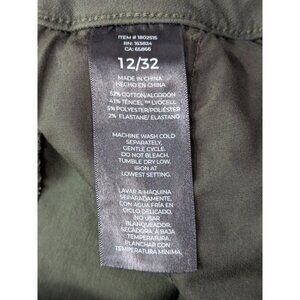 ITEM # 1802515
RN: 163834
CA: 65866
12/32
MADE IN CHINA
HECHO EN CHINA
52% COTTON/ALGODÓN
41% TENCEL™ LYOCELL
5% POLYESTER/POLIÉSTER
2% ELASTANE/ ELASTANO
MACHINE WASH COLD
SEPARATELY,
GENTLE CYCLE.
DO NOT BLEACH.
TUMBLE DRY LOW.
IRON AT
LOWEST SETTING.
LAVAR A MÁQUINA
SEPARADAMENTE,
CON AGUA FRÍA EN
CICLO DELICADO.
NO USAR
BLANQUEADOR.
SECADORA A BAJA
TEMPERATURA.
PLANCHAR CON
TEMPERATURA MÍNIMA.